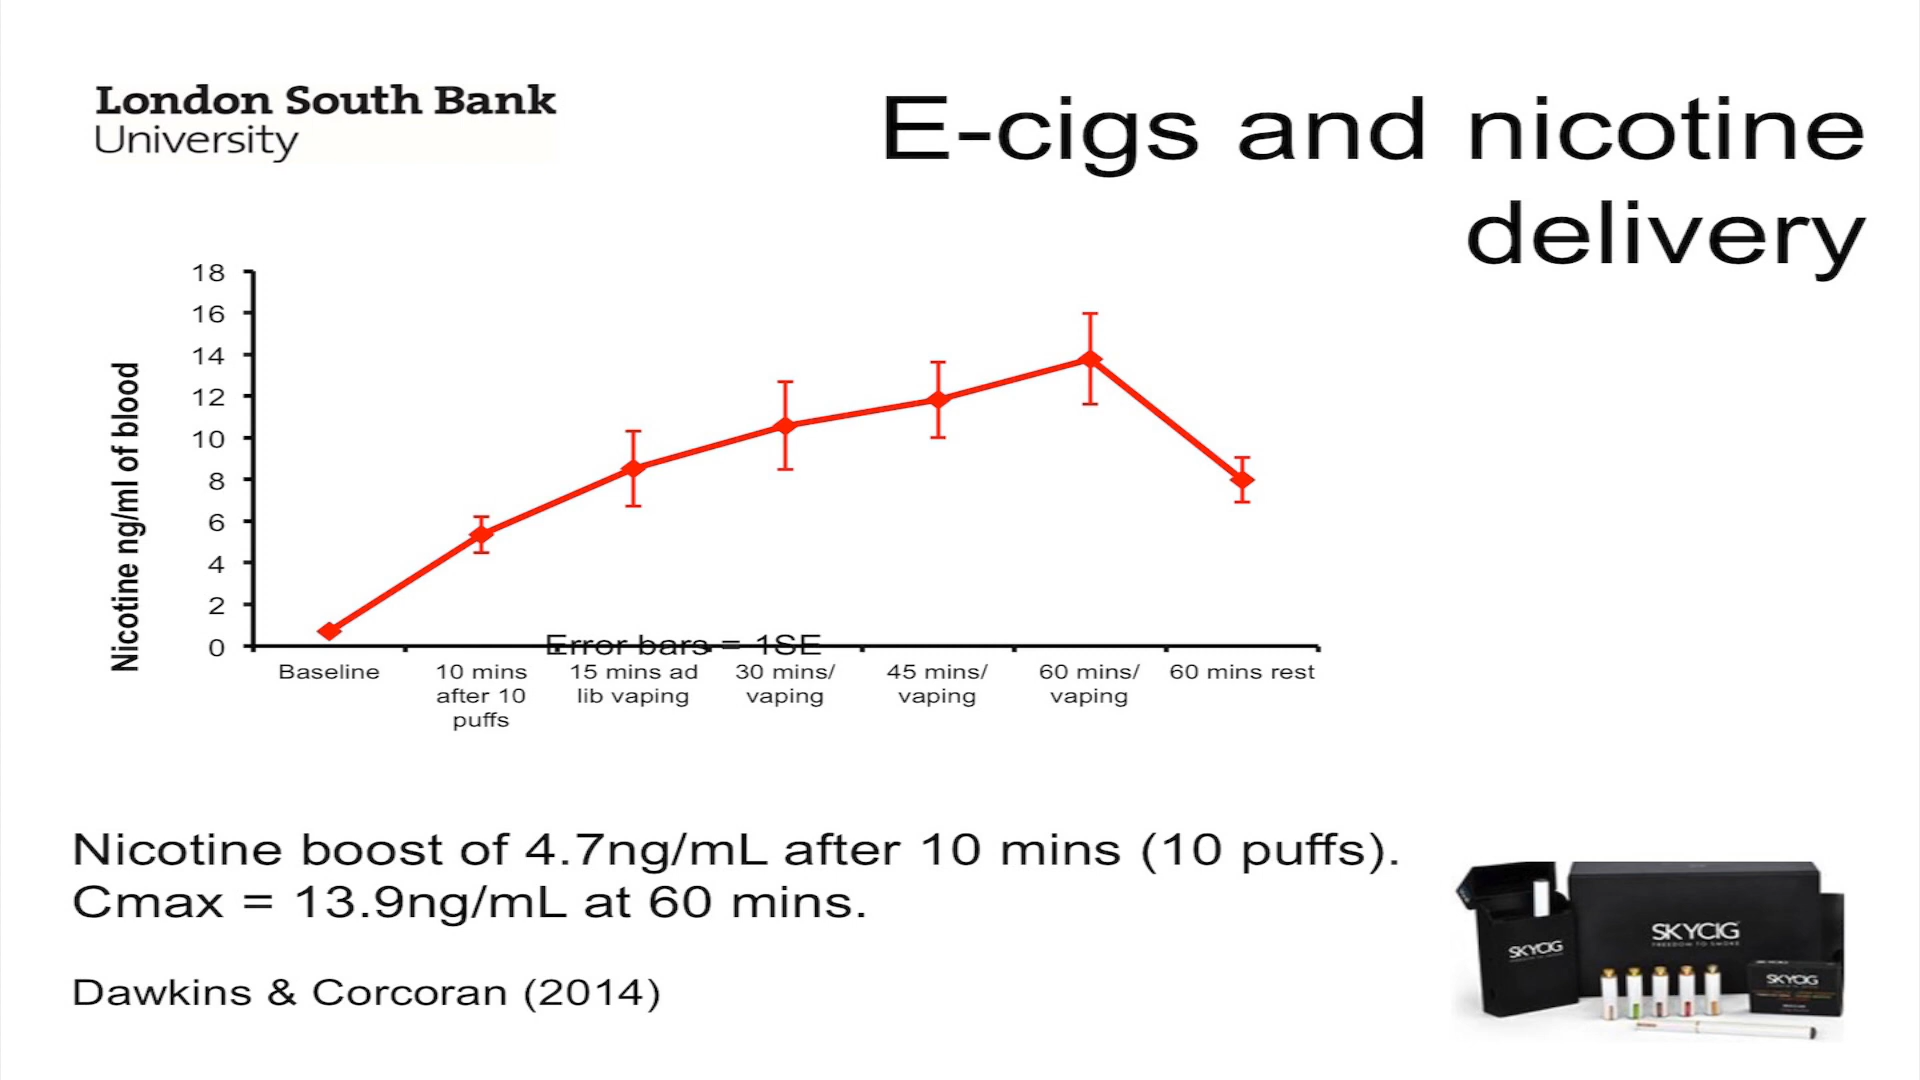 London South Bank
University
E-cigs and nicotine
delivery
Nicotine ng/ml of blood
18
16
14
12
10
8
6
4
2
0
Error bars = 1SE
Baseline
10 mins
after 10
puffs
15 mins ad
lib vaping
30 mins/
vaping
45 mins/
vaping
60 mins/
vaping
60 mins rest
Nicotine boost of 4.7ng/mL after 10 mins (10 puffs).
Cmax = 13.9ng/mL at 60 mins.
Dawkins & Corcoran (2014)
SKYCIG
SKYCIG
FREEDOM TO SMOKE
SKYCIG